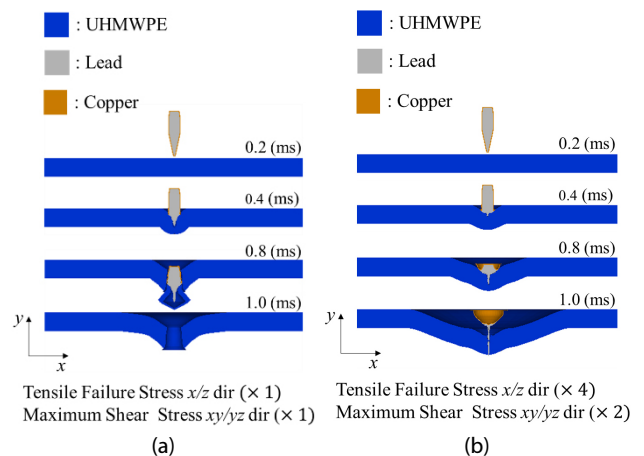 : UHMWPE
: Lead
: Copper
0.2 (ms)
0.4 (ms)
0.8 (ms)
1.0 (ms)
y
x
Tensile Failure Stress x/z dir (× 1)
Maximum Shear Stress xy/yz dir (× 1)
(a)
: UHMWPE
: Lead
: Copper
0.2 (ms)
0.4 (ms)
0.8 (ms)
1.0 (ms)
y
x
Tensile Failure Stress x/z dir (× 4)
Maximum Shear Stress xy/yz dir (× 2)
(b)